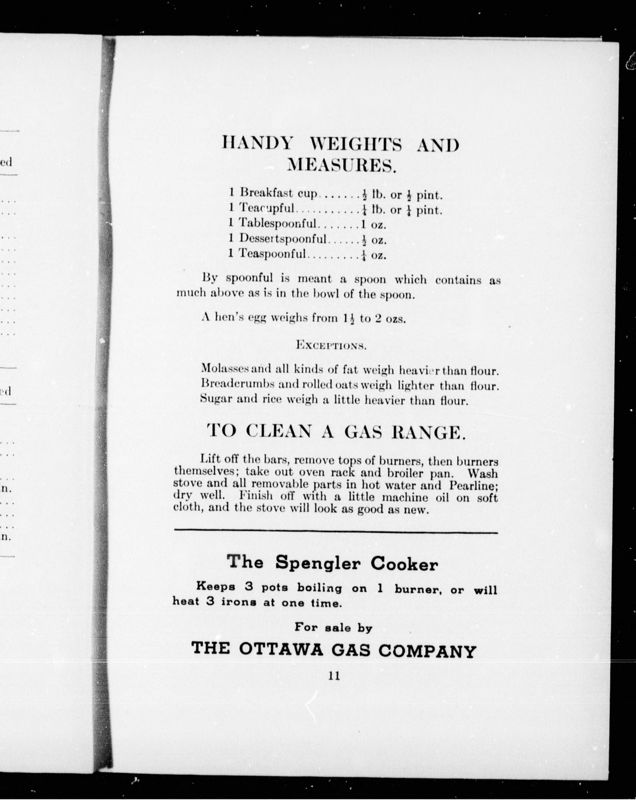 ed
ed
n.
n.
HANDY WEIGHTS AND
MEASURES.
1 Breakfast cup.......½ lb. or ½ pint.
1 Teacupful...........¼ lb. or ¼ pint.
1 Tablespoonful.......1 oz.
1 Dessertspoonful......½ oz.
1 Teaspoonful.........¼ oz.
By spoonful is meant a spoon which contains as
much above as is in the bowl of the spoon.
A hen's egg weighs from 1½ to 2 ozs.
EXCEPTIONS.
Molasses and all kinds of fat weigh heavier than flour.
Breadcrumbs and rolled oats weigh lighter than flour.
Sugar and rice weigh a little heavier than flour.
TO CLEAN A GAS RANGE.
Lift off the bars, remove tops of burners, then burners
themselves; take out oven rack and broiler pan. Wash
stove and all removable parts in hot water and Pearline;
dry well. Finish off with a little machine oil on soft
cloth, and the stove will look as good as new.
The Spengler Cooker
Keeps 3 pots boiling on 1 burner, or will
heat 3 irons at one time.
For sale by
THE OTTAWA GAS COMPANY
11